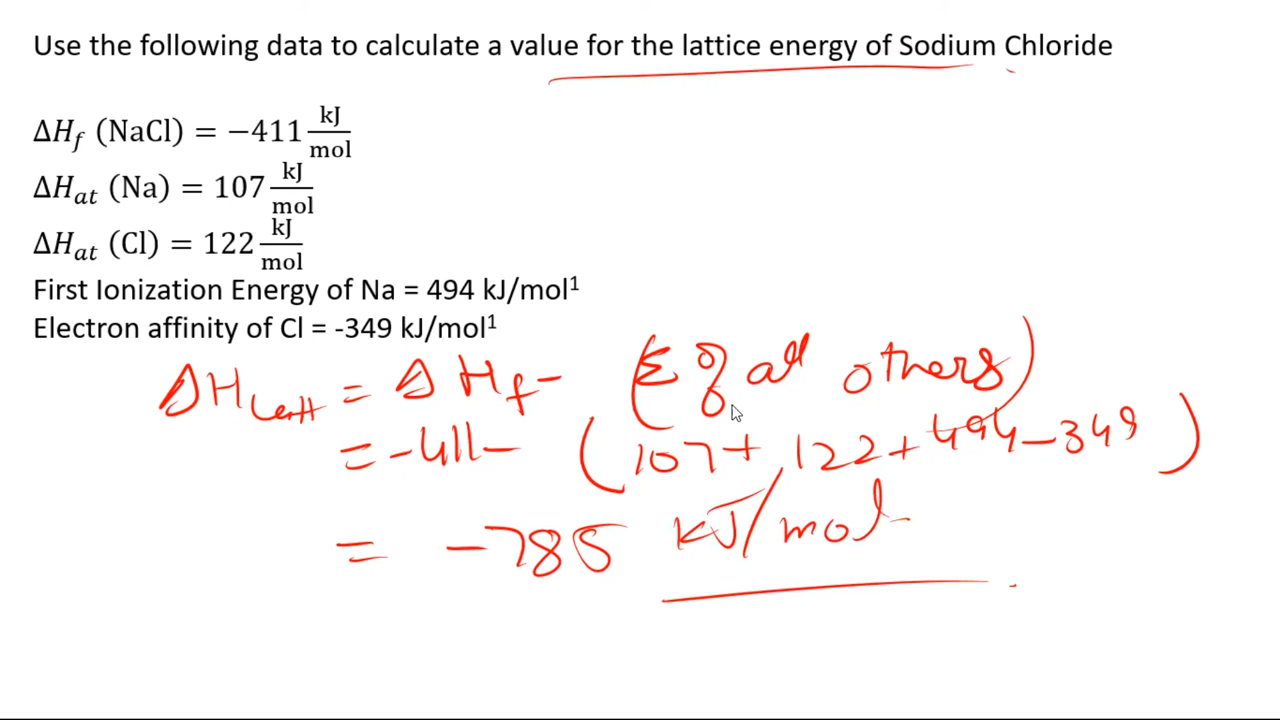 Use the following data to calculate a value for the lattice energy of Sodium Chloride
ΔH_f (NaCl) = −411 kJ/mol
ΔH_at (Na) = 107 kJ/mol
ΔH_at (Cl) = 122 kJ/mol
First Ionization Energy of Na = 494 kJ/mol¹
Electron affinity of Cl = -349 kJ/mol¹
ΔH_Latt = ΔH_f − (Σ of all others)
= -411 − (107 + 122 + 494 − 349)
= −785 kJ/mol